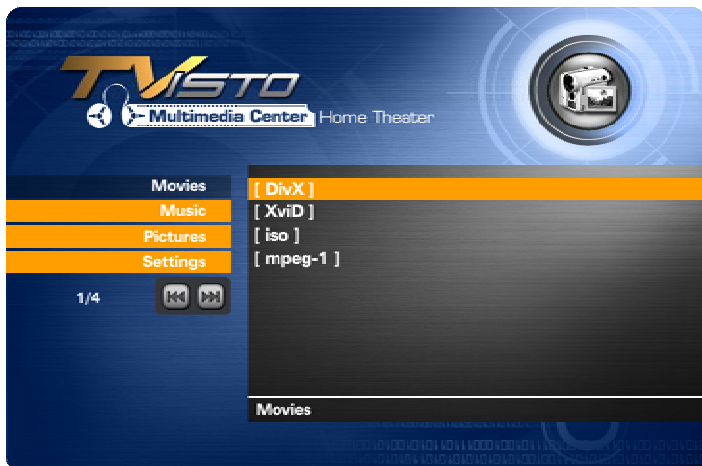 TVISTO
Multimedia Center Home Theater
Movies
Music
Pictures
Settings
1/4
[ DivX ]
[ XviD ]
[ iso ]
[ mpeg-1 ]
Movies